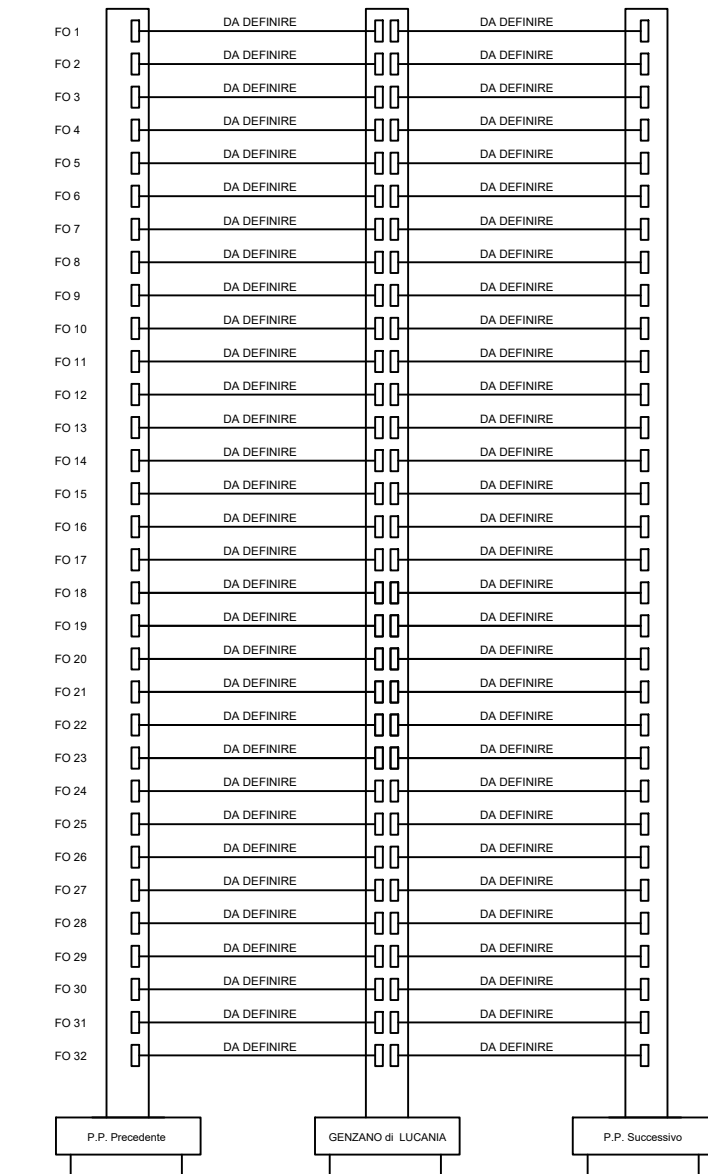 FO 1 DA DEFINIRE DA DEFINIRE
FO 2 DA DEFINIRE DA DEFINIRE
FO 3 DA DEFINIRE DA DEFINIRE
FO 4 DA DEFINIRE DA DEFINIRE
FO 5 DA DEFINIRE DA DEFINIRE
FO 6 DA DEFINIRE DA DEFINIRE
FO 7 DA DEFINIRE DA DEFINIRE
FO 8 DA DEFINIRE DA DEFINIRE
FO 9 DA DEFINIRE DA DEFINIRE
FO 10 DA DEFINIRE DA DEFINIRE
FO 11 DA DEFINIRE DA DEFINIRE
FO 12 DA DEFINIRE DA DEFINIRE
FO 13 DA DEFINIRE DA DEFINIRE
FO 14 DA DEFINIRE DA DEFINIRE
FO 15 DA DEFINIRE DA DEFINIRE
FO 16 DA DEFINIRE DA DEFINIRE
FO 17 DA DEFINIRE DA DEFINIRE
FO 18 DA DEFINIRE DA DEFINIRE
FO 19 DA DEFINIRE DA DEFINIRE
FO 20 DA DEFINIRE DA DEFINIRE
FO 21 DA DEFINIRE DA DEFINIRE
FO 22 DA DEFINIRE DA DEFINIRE
FO 23 DA DEFINIRE DA DEFINIRE
FO 24 DA DEFINIRE DA DEFINIRE
FO 25 DA DEFINIRE DA DEFINIRE
FO 26 DA DEFINIRE DA DEFINIRE
FO 27 DA DEFINIRE DA DEFINIRE
FO 28 DA DEFINIRE DA DEFINIRE
FO 29 DA DEFINIRE DA DEFINIRE
FO 30 DA DEFINIRE DA DEFINIRE
FO 31 DA DEFINIRE DA DEFINIRE
FO 32 DA DEFINIRE DA DEFINIRE
P.P. Precedente GENZANO di LUCANIA P.P. Successivo